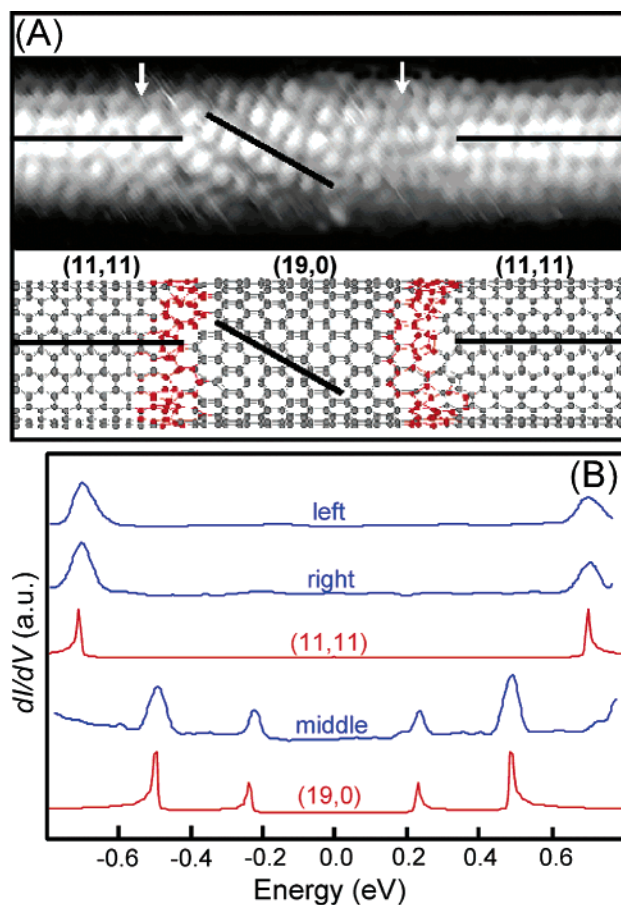 (A)
(11,11) (19,0) (11,11)
(B)
left
right
(11,11)
middle
(19,0)
dI/dV (a.u.)
-0.6 -0.4 -0.2 0.0 0.2 0.4 0.6
Energy (eV)